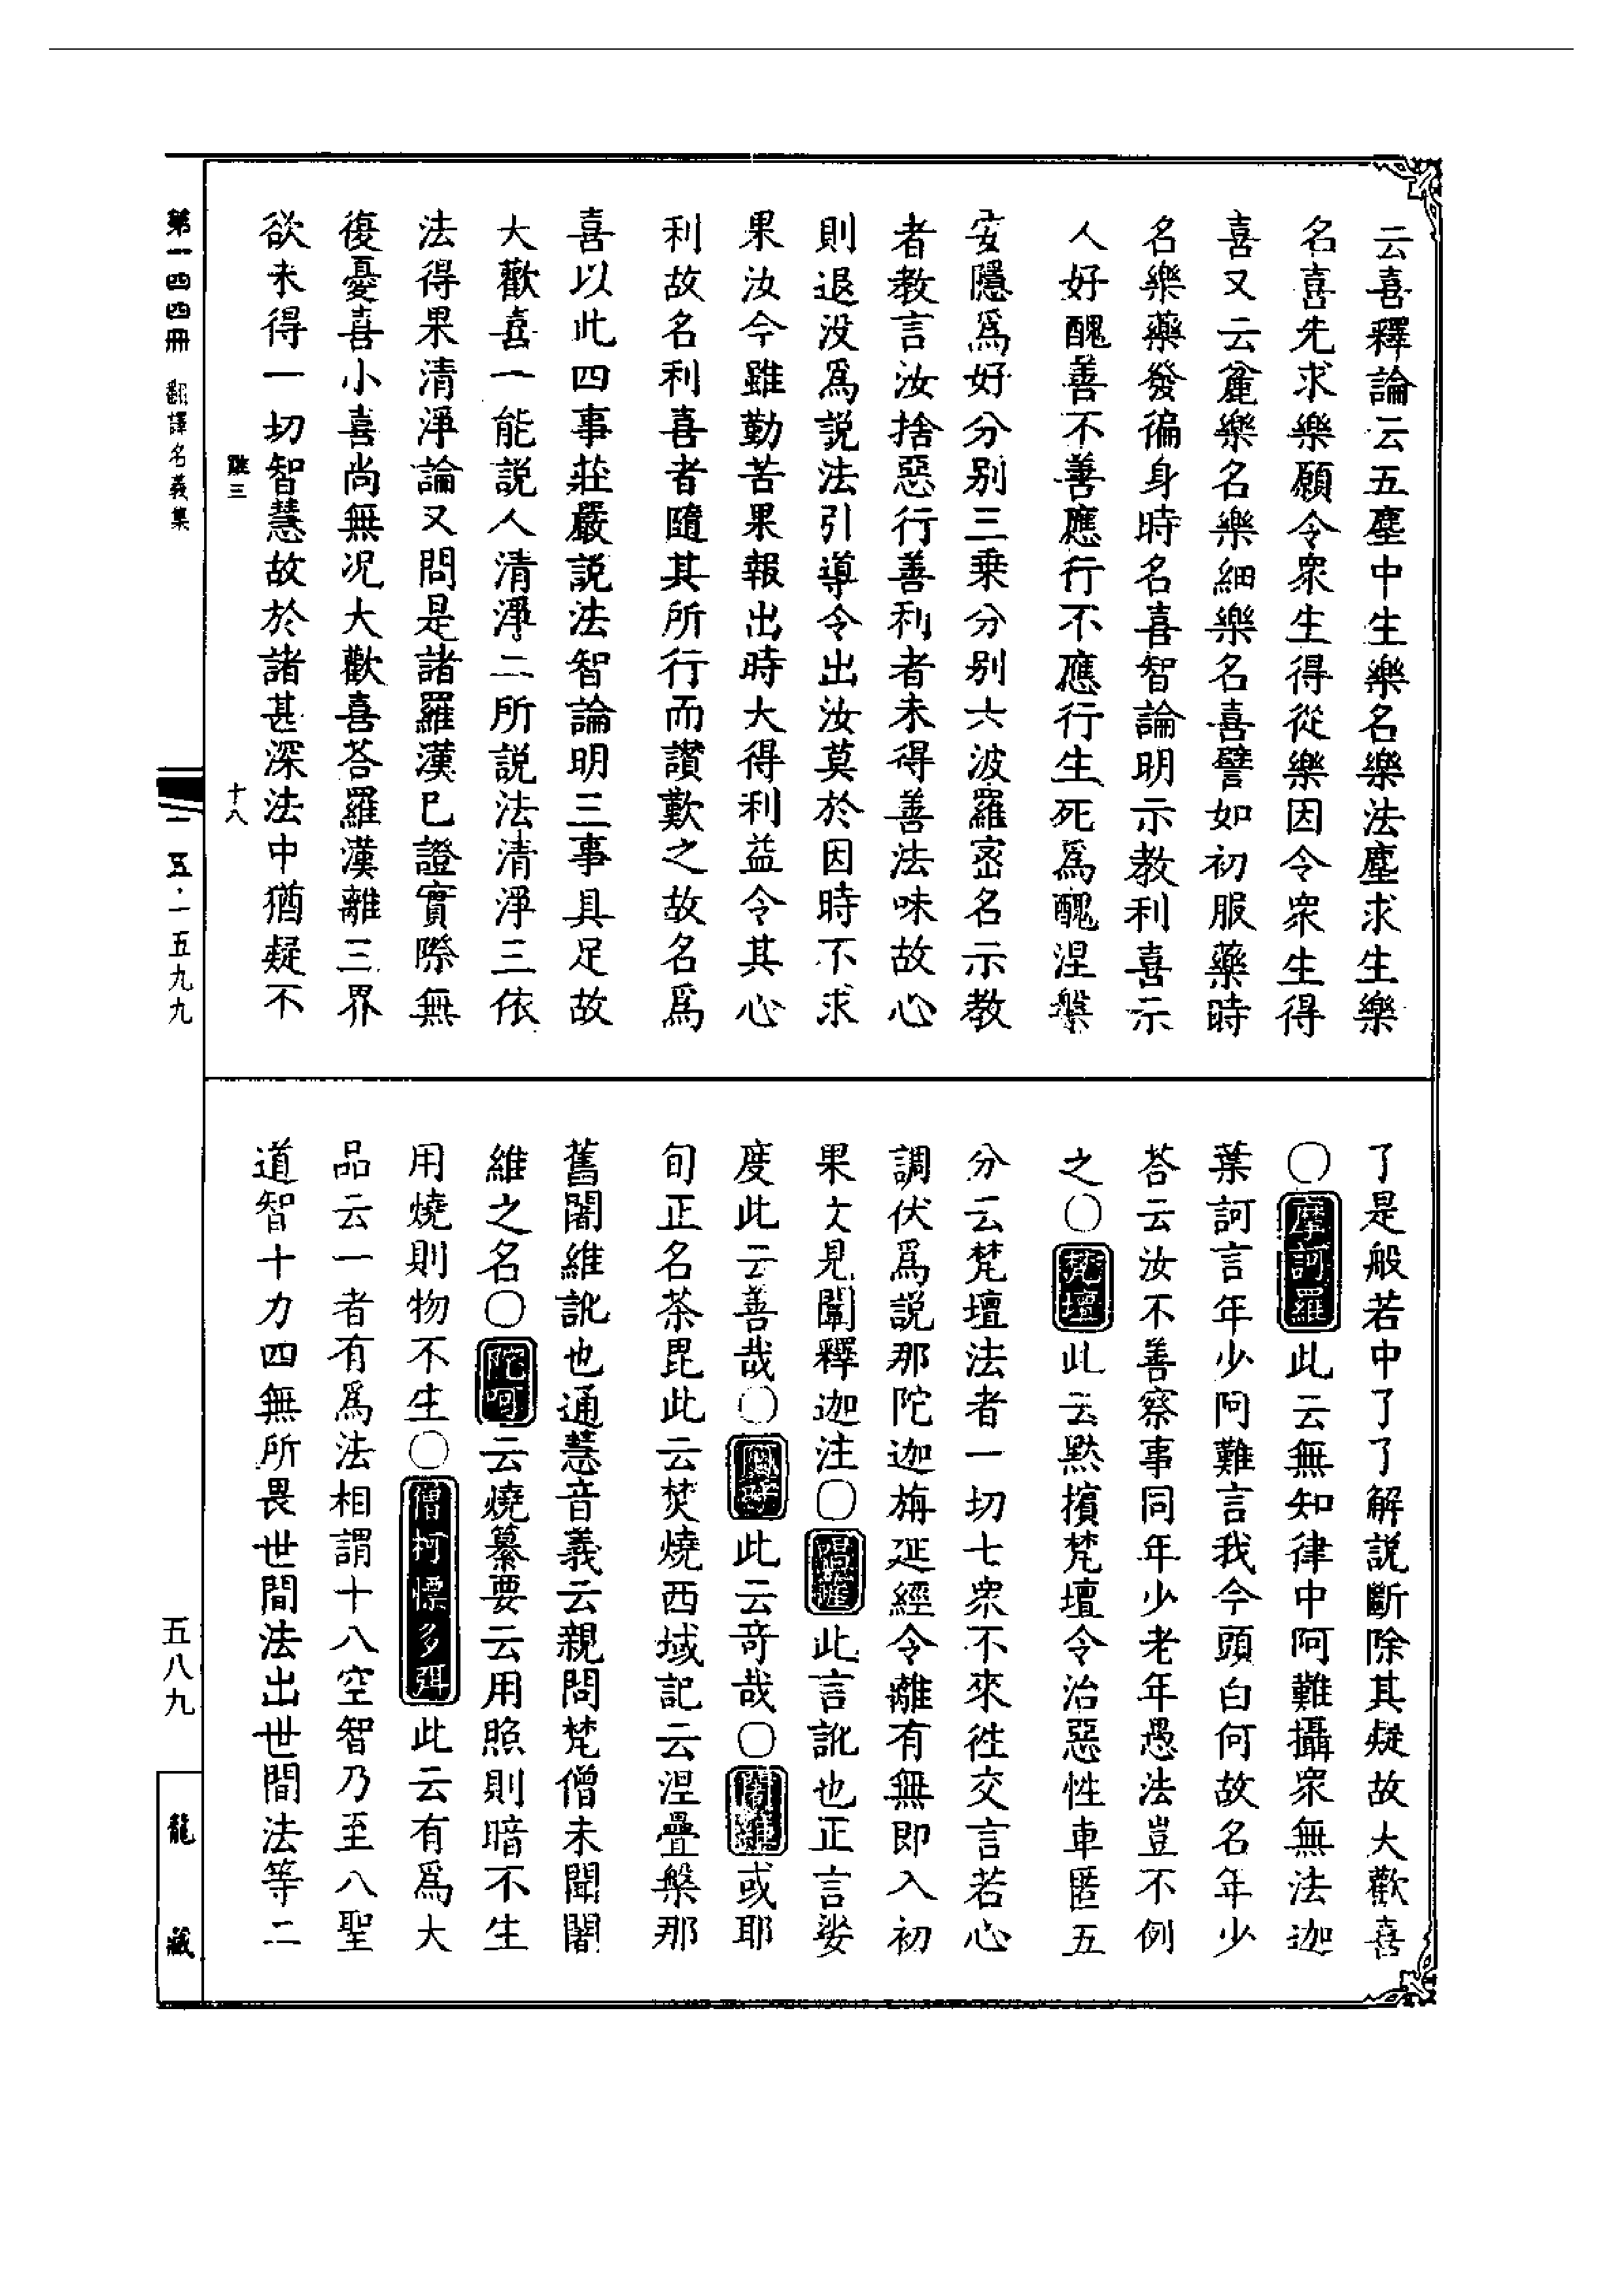 云喜釋論云五塵中生樂名樂法塵求生樂
名喜先求樂願令衆生得從樂因令衆生得
喜又云麄樂名樂細樂名喜譬如初服藥時
名樂藥發徧身時名喜智論明示教利喜示
人好醜善不善應行不應行生死爲醜涅槃
安隱爲好分别三乗分别六波羅宻名示教
者教言汝捨惡行善利者未得善法味故心
則退没爲説法引導令出汝莫於因時不求
果汝今雖勤苦果報出時大得利益令其心
利故名利喜者隨其所行而讃歎之故名爲
喜以此四事莊嚴説法智論明三事具足故
大歡喜一能説人清淨二所説法清淨三依
法得果清淨論又問是諸羅漢已證實際無
復憂喜小喜尚無况大歡喜荅羅漢離三界
欲未得一切智慧故於諸甚深法中猶疑不
了是般若中了了解説斷除其疑故大歡喜
〇摩訶羅此云無知律中阿難攝衆無法迦
葉訶言年少阿難言我今頭白何故名年少
荅云汝不善察事同年少老年愚法豈不例
之〇梵壇此云黙擯梵壇令治惡性車匿五
分云梵壇法者一切七衆不來徃交言若心
調伏爲説那陀迦旃延經令離有無即入初
果文見聞釋迦注〇此言訛也正言娑
度此云善哉〇此云奇哉〇闍維或耶
旬正名茶毘此云焚燒西域記云涅疊槃那
舊闍維訛也通慧音義云親問梵僧未聞闍
維之名〇陀呵云燒纂要云用照則暗不生
用燒則物不生〇僧柯慄多弭此云有爲大
品云一者有爲法相謂十八空智乃至八聖
道智十力四無所畏世間法出世間法等二
第一四四冊 翻譯名義集
三
十八
五·一五九九
五八九
龍藏